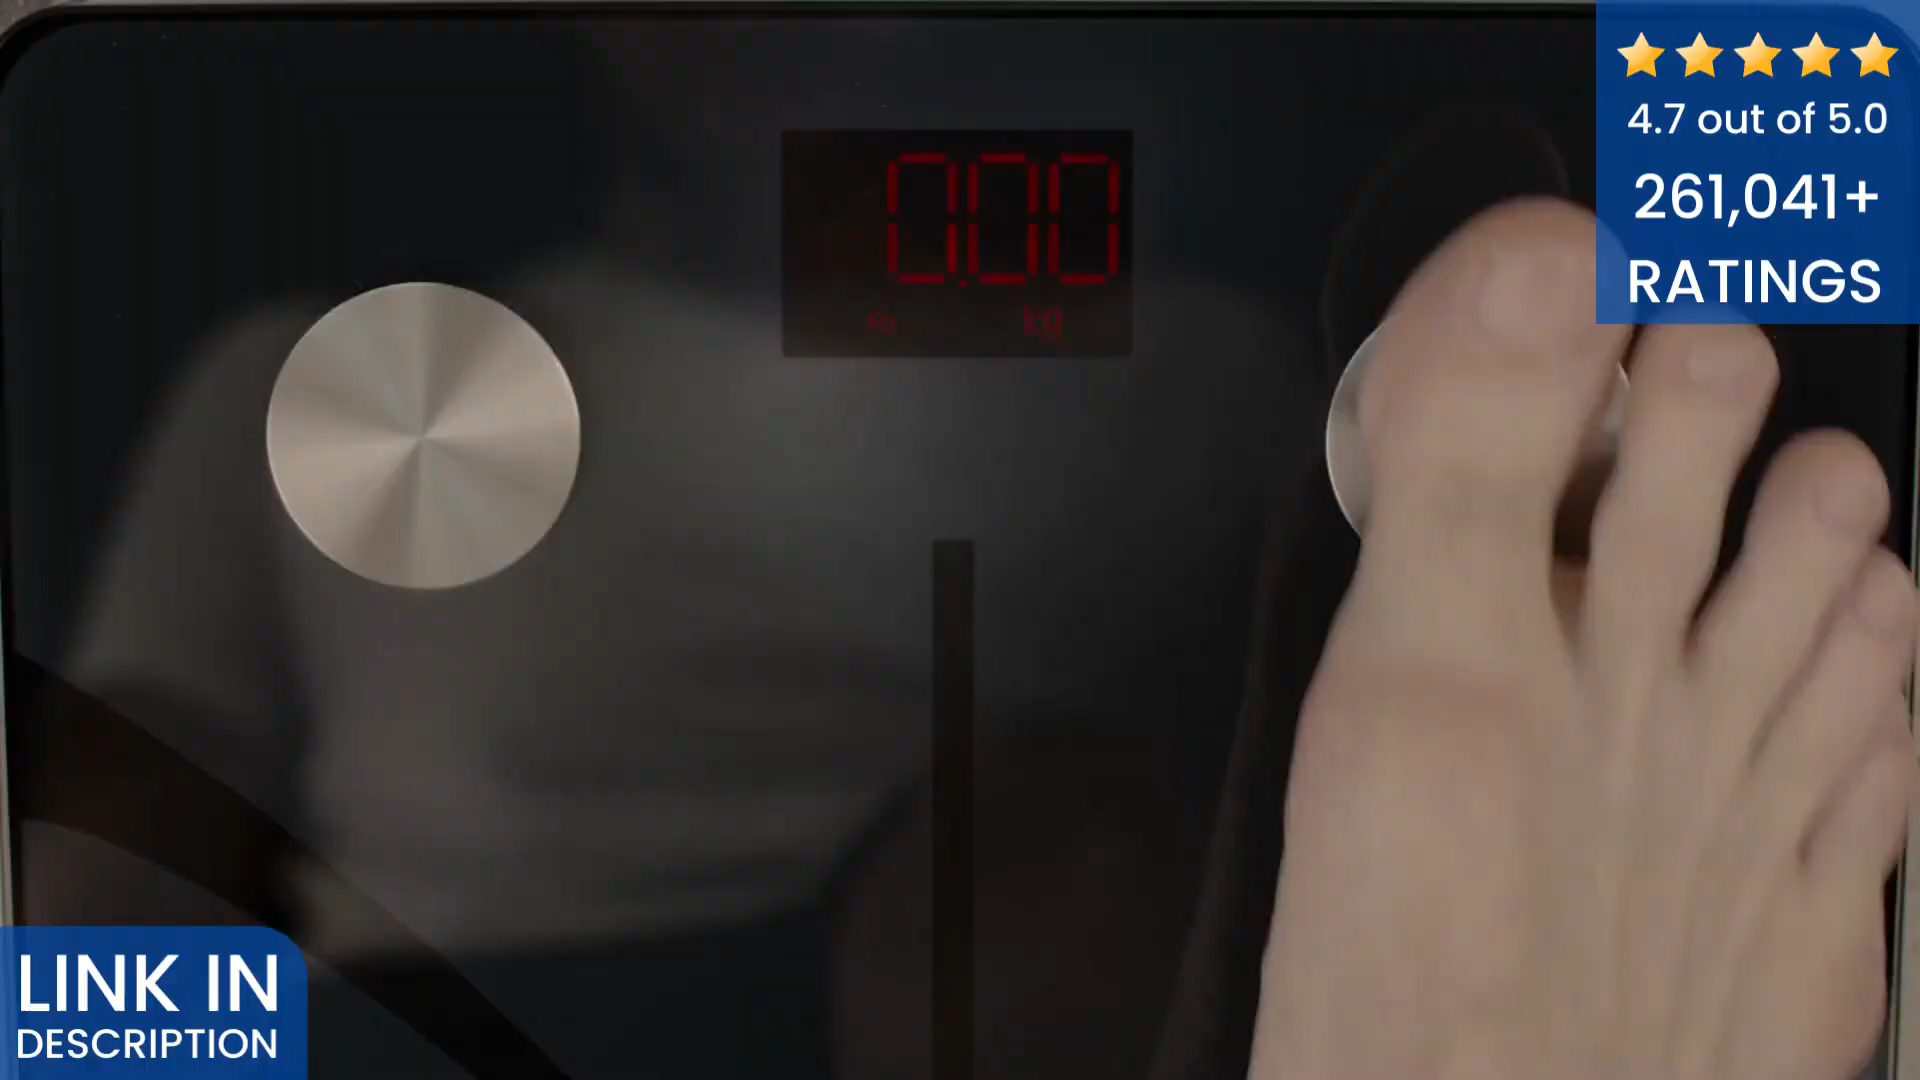 4.7 out of 5.0
261,041+
RATINGS
0.00
kg
LINK IN
DESCRIPTION